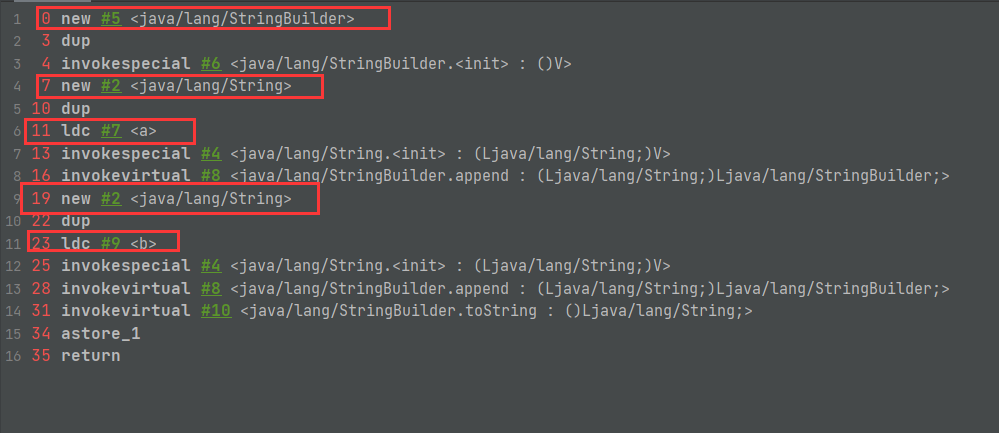 1 0 new #5 <java/lang/StringBuilder>
2 3 dup
3 4 invokespecial #6 <java/lang/StringBuilder.<init> : ()V>
4 7 new #2 <java/lang/String>
5 10 dup
6 11 ldc #7 <a>
7 13 invokespecial #4 <java/lang/String.<init> : (Ljava/lang/String;)V>
8 16 invokevirtual #8 <java/lang/StringBuilder.append : (Ljava/lang/String;)Ljava/lang/StringBuilder;>
9 19 new #2 <java/lang/String>
10 22 dup
11 23 ldc #9 <b>
12 25 invokespecial #4 <java/lang/String.<init> : (Ljava/lang/String;)V>
13 28 invokevirtual #8 <java/lang/StringBuilder.append : (Ljava/lang/String;)Ljava/lang/StringBuilder;>
14 31 invokevirtual #10 <java/lang/StringBuilder.toString : ()Ljava/lang/String;>
15 34 astore_1
16 35 return